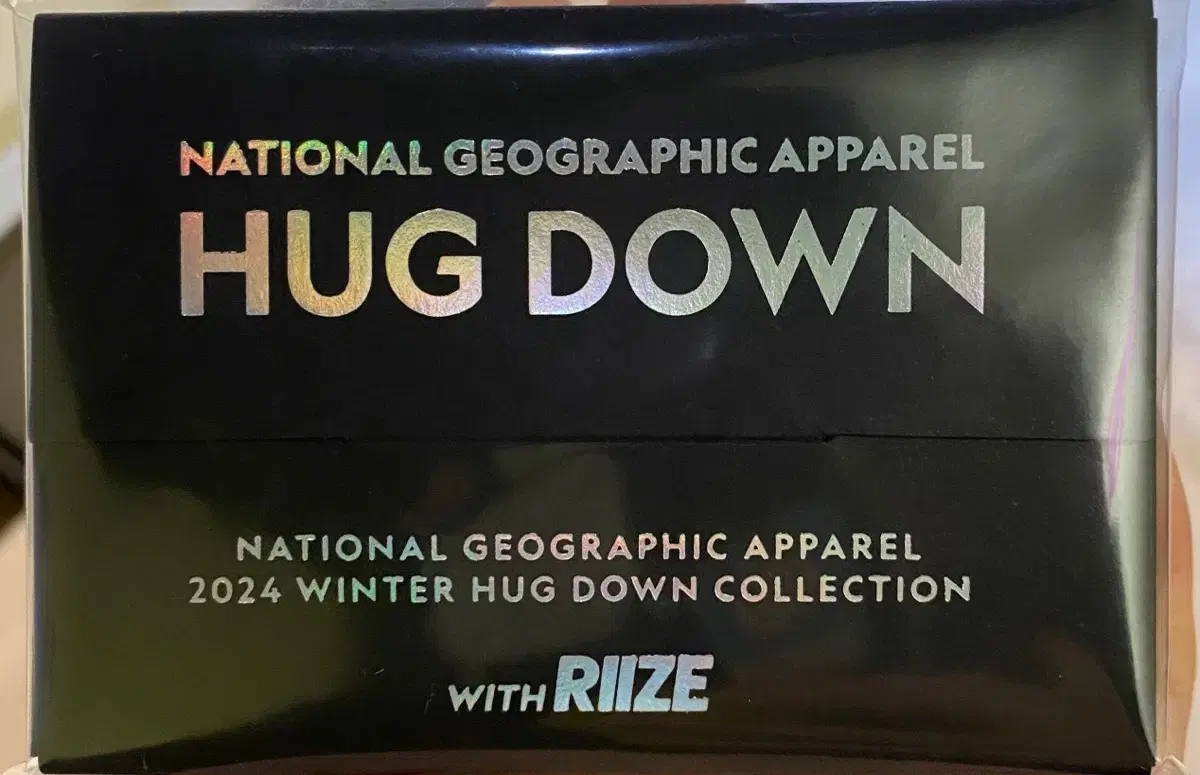 NATIONAL GEOGRAPHIC APPAREL
HUG DOWN
NATIONAL GEOGRAPHIC APPAREL
2024 WINTER HUG DOWN COLLECTION
WITH RIIZE